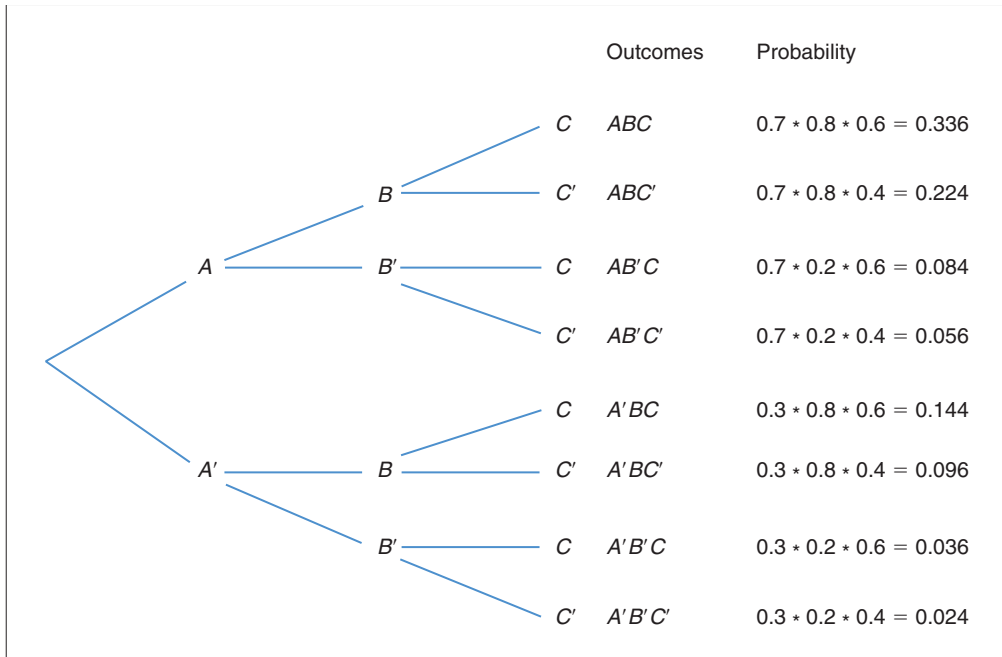 Outcomes Probability
C ABC 0.7 * 0.8 * 0.6 = 0.336
B C′ ABC′ 0.7 * 0.8 * 0.4 = 0.224
A B′ C AB′C 0.7 * 0.2 * 0.6 = 0.084
C′ AB′C′ 0.7 * 0.2 * 0.4 = 0.056
C A′BC 0.3 * 0.8 * 0.6 = 0.144
A′ B C′ A′BC′ 0.3 * 0.8 * 0.4 = 0.096
B′ C A′B′C 0.3 * 0.2 * 0.6 = 0.036
C′ A′B′C′ 0.3 * 0.2 * 0.4 = 0.024